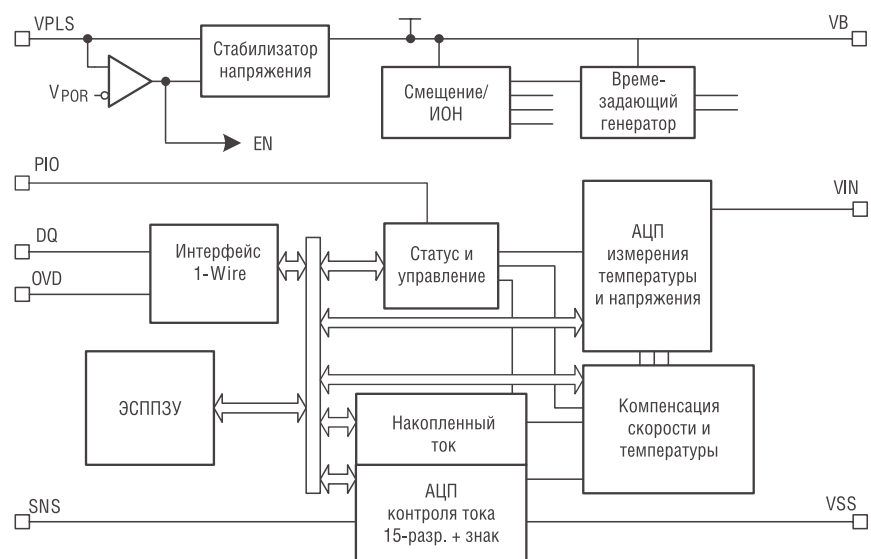 VPLS
VB
Стабилизатор
напряжения
VPOR
EN
Смещение/
ИОН
Време-
задающий
генератор
PIO
VIN
DQ
OVD
Интерфейс
1-Wire
Статус и
управление
АЦП
измерения
температуры
и напряжения
ЭСППЗУ
Накопленный
ток
Компенсация
скорости и
температуры
SNS
АЦП
контроля тока
15-разр. + знак
VSS